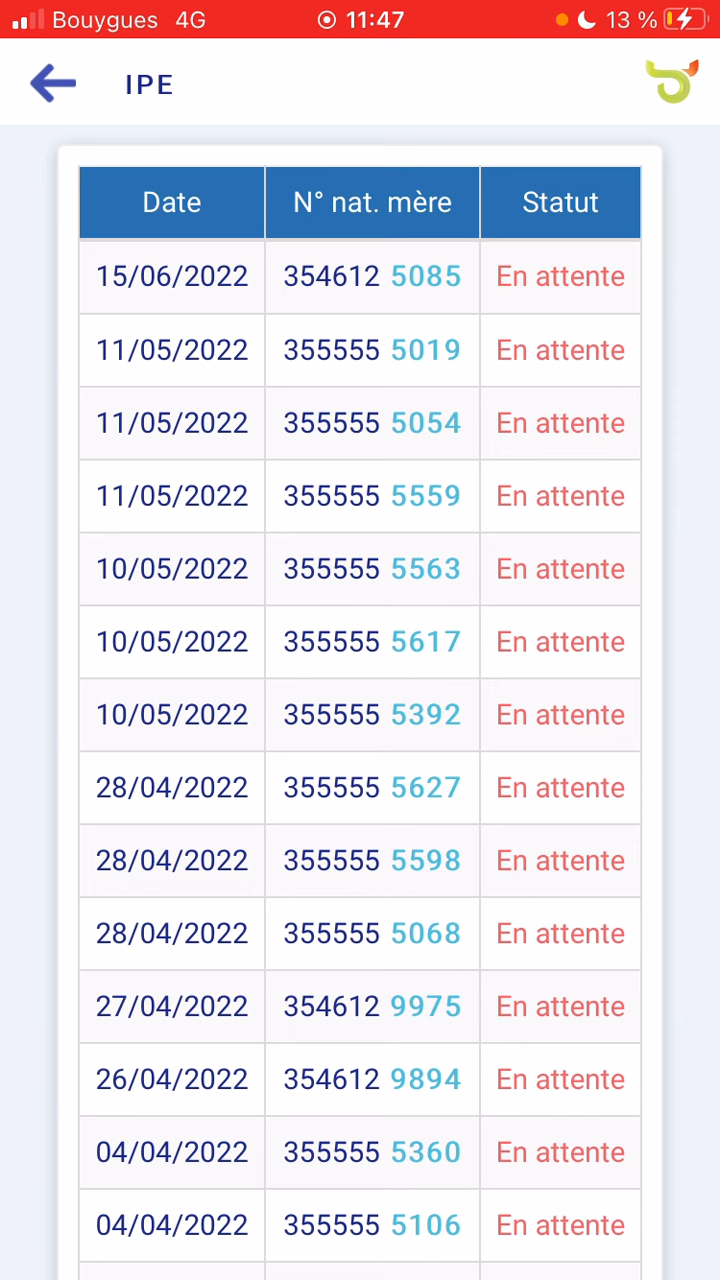 Bouygues 4G 11:47 13 %
IPE
Date N° nat. mère Statut
15/06/2022 354612 5085 En attente
11/05/2022 355555 5019 En attente
11/05/2022 355555 5054 En attente
11/05/2022 355555 5559 En attente
10/05/2022 355555 5563 En attente
10/05/2022 355555 5617 En attente
10/05/2022 355555 5392 En attente
28/04/2022 355555 5627 En attente
28/04/2022 355555 5598 En attente
28/04/2022 355555 5068 En attente
27/04/2022 354612 9975 En attente
26/04/2022 354612 9894 En attente
04/04/2022 355555 5360 En attente
04/04/2022 355555 5106 En attente